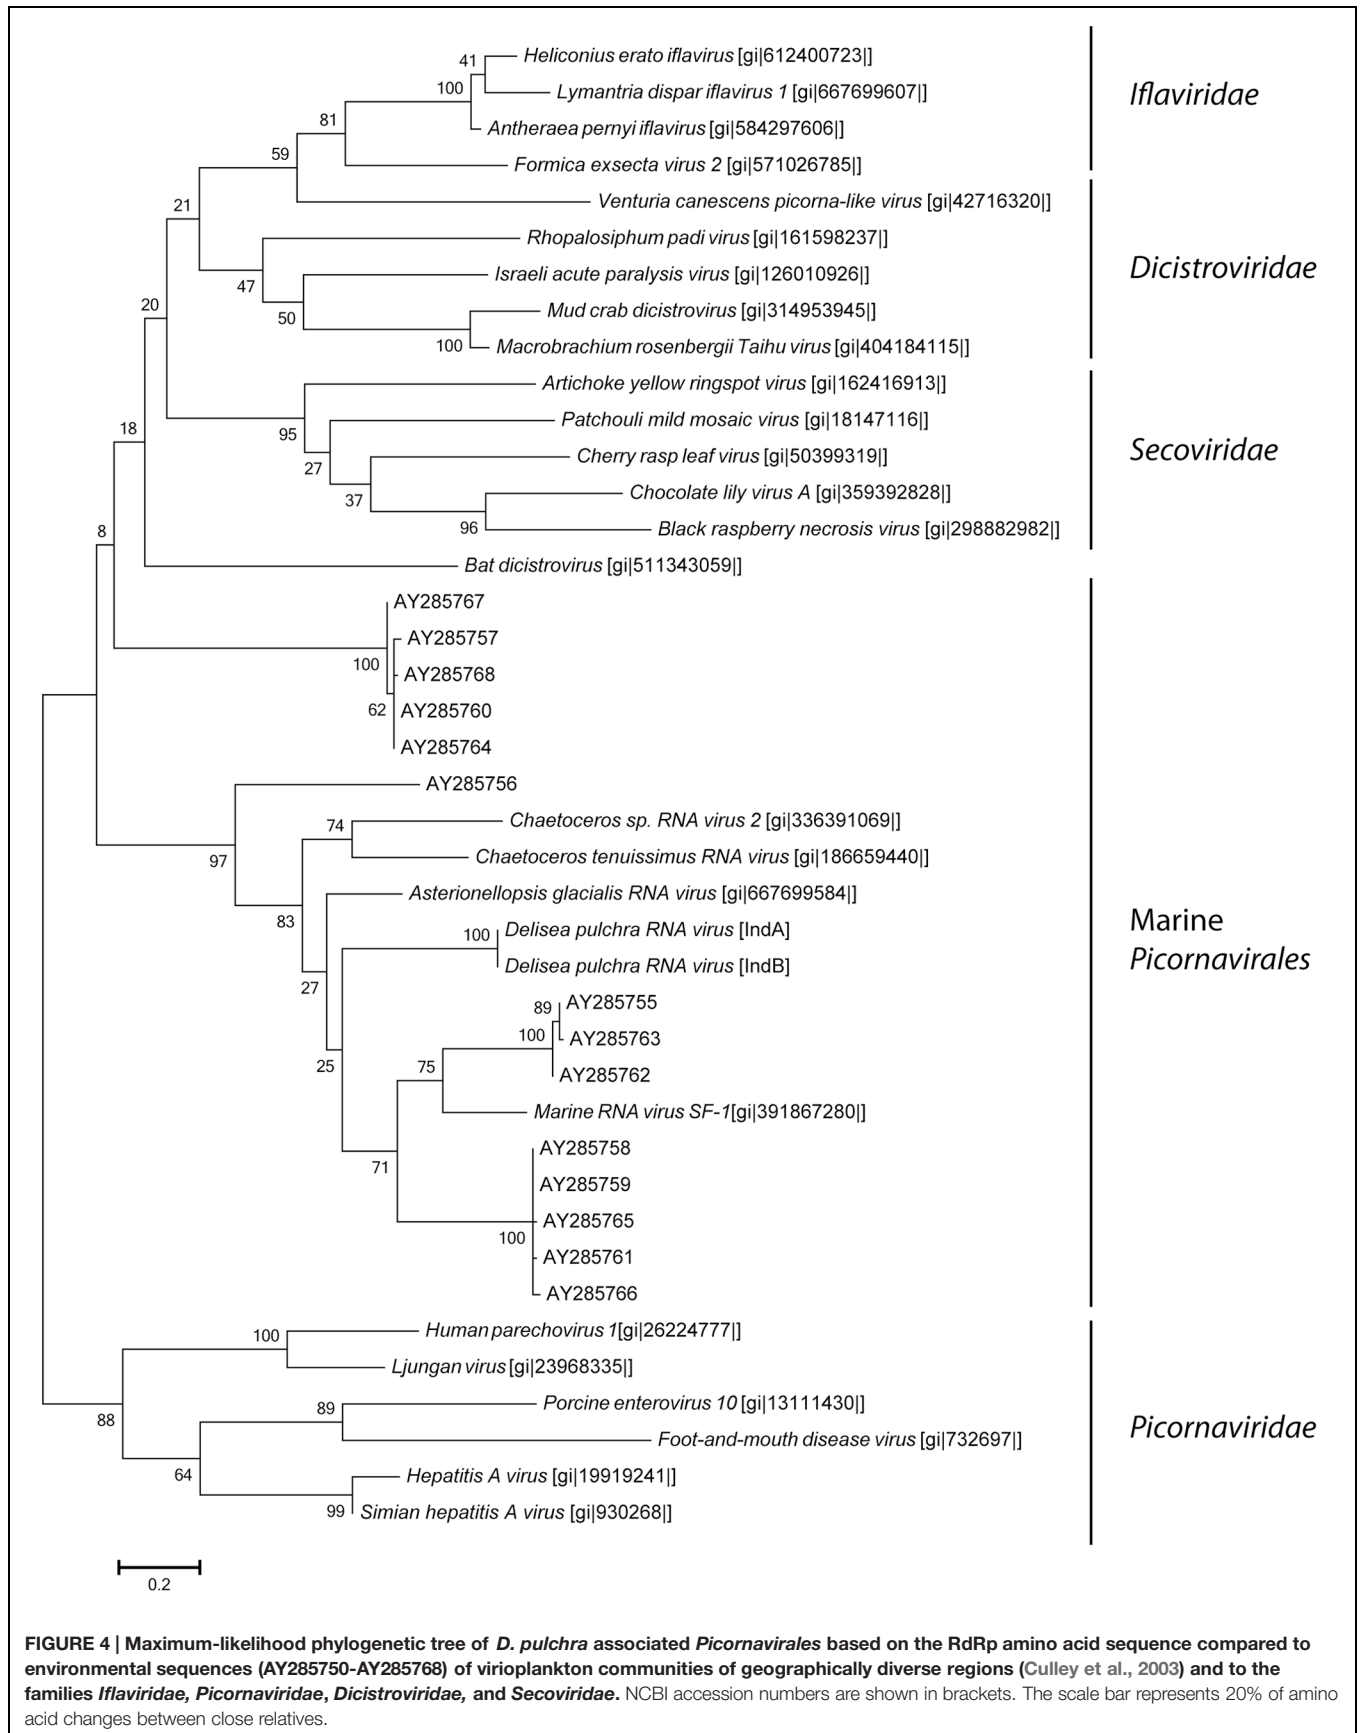 41
Heliconius erato iflavirus [gi|612400723|]
100
Lymantria dispar iflavirus 1 [gi|667699607|]
Iflaviridae
81
Antheraea pernyi iflavirus [gi|584297606|]
59
Formica exsecta virus 2 [gi|571026785|]
21
Venturia canescens picorna-like virus [gi|42716320|]
Rhopalosiphum padi virus [gi|161598237|]
47
Israeli acute paralysis virus [gi|126010926|]
Dicistroviridae
20
50
Mud crab dicistrovirus [gi|314953945|]
100
Macrobrachium rosenbergii Taihu virus [gi|404184115|]
Artichoke yellow ringspot virus [gi|162416913|]
18
95
Patchouli mild mosaic virus [gi|18147116|]
27
Cherry rasp leaf virus [gi|50399319|]
Secoviridae
37
Chocolate lily virus A [gi|359392828|]
96
Black raspberry necrosis virus [gi|298882982|]
8
Bat dicistrovirus [gi|511343059|]
AY285767
AY285757
100
AY285768
62
AY285760
AY285764
AY285756
74
Chaetoceros sp. RNA virus 2 [gi|336391069|]
97
Chaetoceros tenuissimus RNA virus [gi|186659440|]
83
Asterionellopsis glacialis RNA virus [gi|667699584|]
100
Delisea pulchra RNA virus [IndA]
Delisea pulchra RNA virus [IndB]
Marine
Picornavirales
27
89
AY285755
100
AY285763
25
75
AY285762
Marine RNA virus SF-1[gi|391867280|]
71
AY285758
AY285759
AY285765
100
AY285761
AY285766
100
Human parechovirus 1[gi|26224777|]
Ljungan virus [gi|23968335|]
88
89
Porcine enterovirus 10 [gi|13111430|]
Foot-and-mouth disease virus [gi|732697|]
Picornaviridae
64
Hepatitis A virus [gi|19919241|]
99
Simian hepatitis A virus [gi|930268|]
0.2
FIGURE 4 | Maximum-likelihood phylogenetic tree of D. pulchra associated Picornavirales based on the RdRp amino acid sequence compared to
environmental sequences (AY285750-AY285768) of virioplankton communities of geographically diverse regions (Culley et al., 2003) and to the
families Iflaviridae, Picornaviridae, Dicistroviridae, and Secoviridae. NCBI accession numbers are shown in brackets. The scale bar represents 20% of amino
acid changes between close relatives.